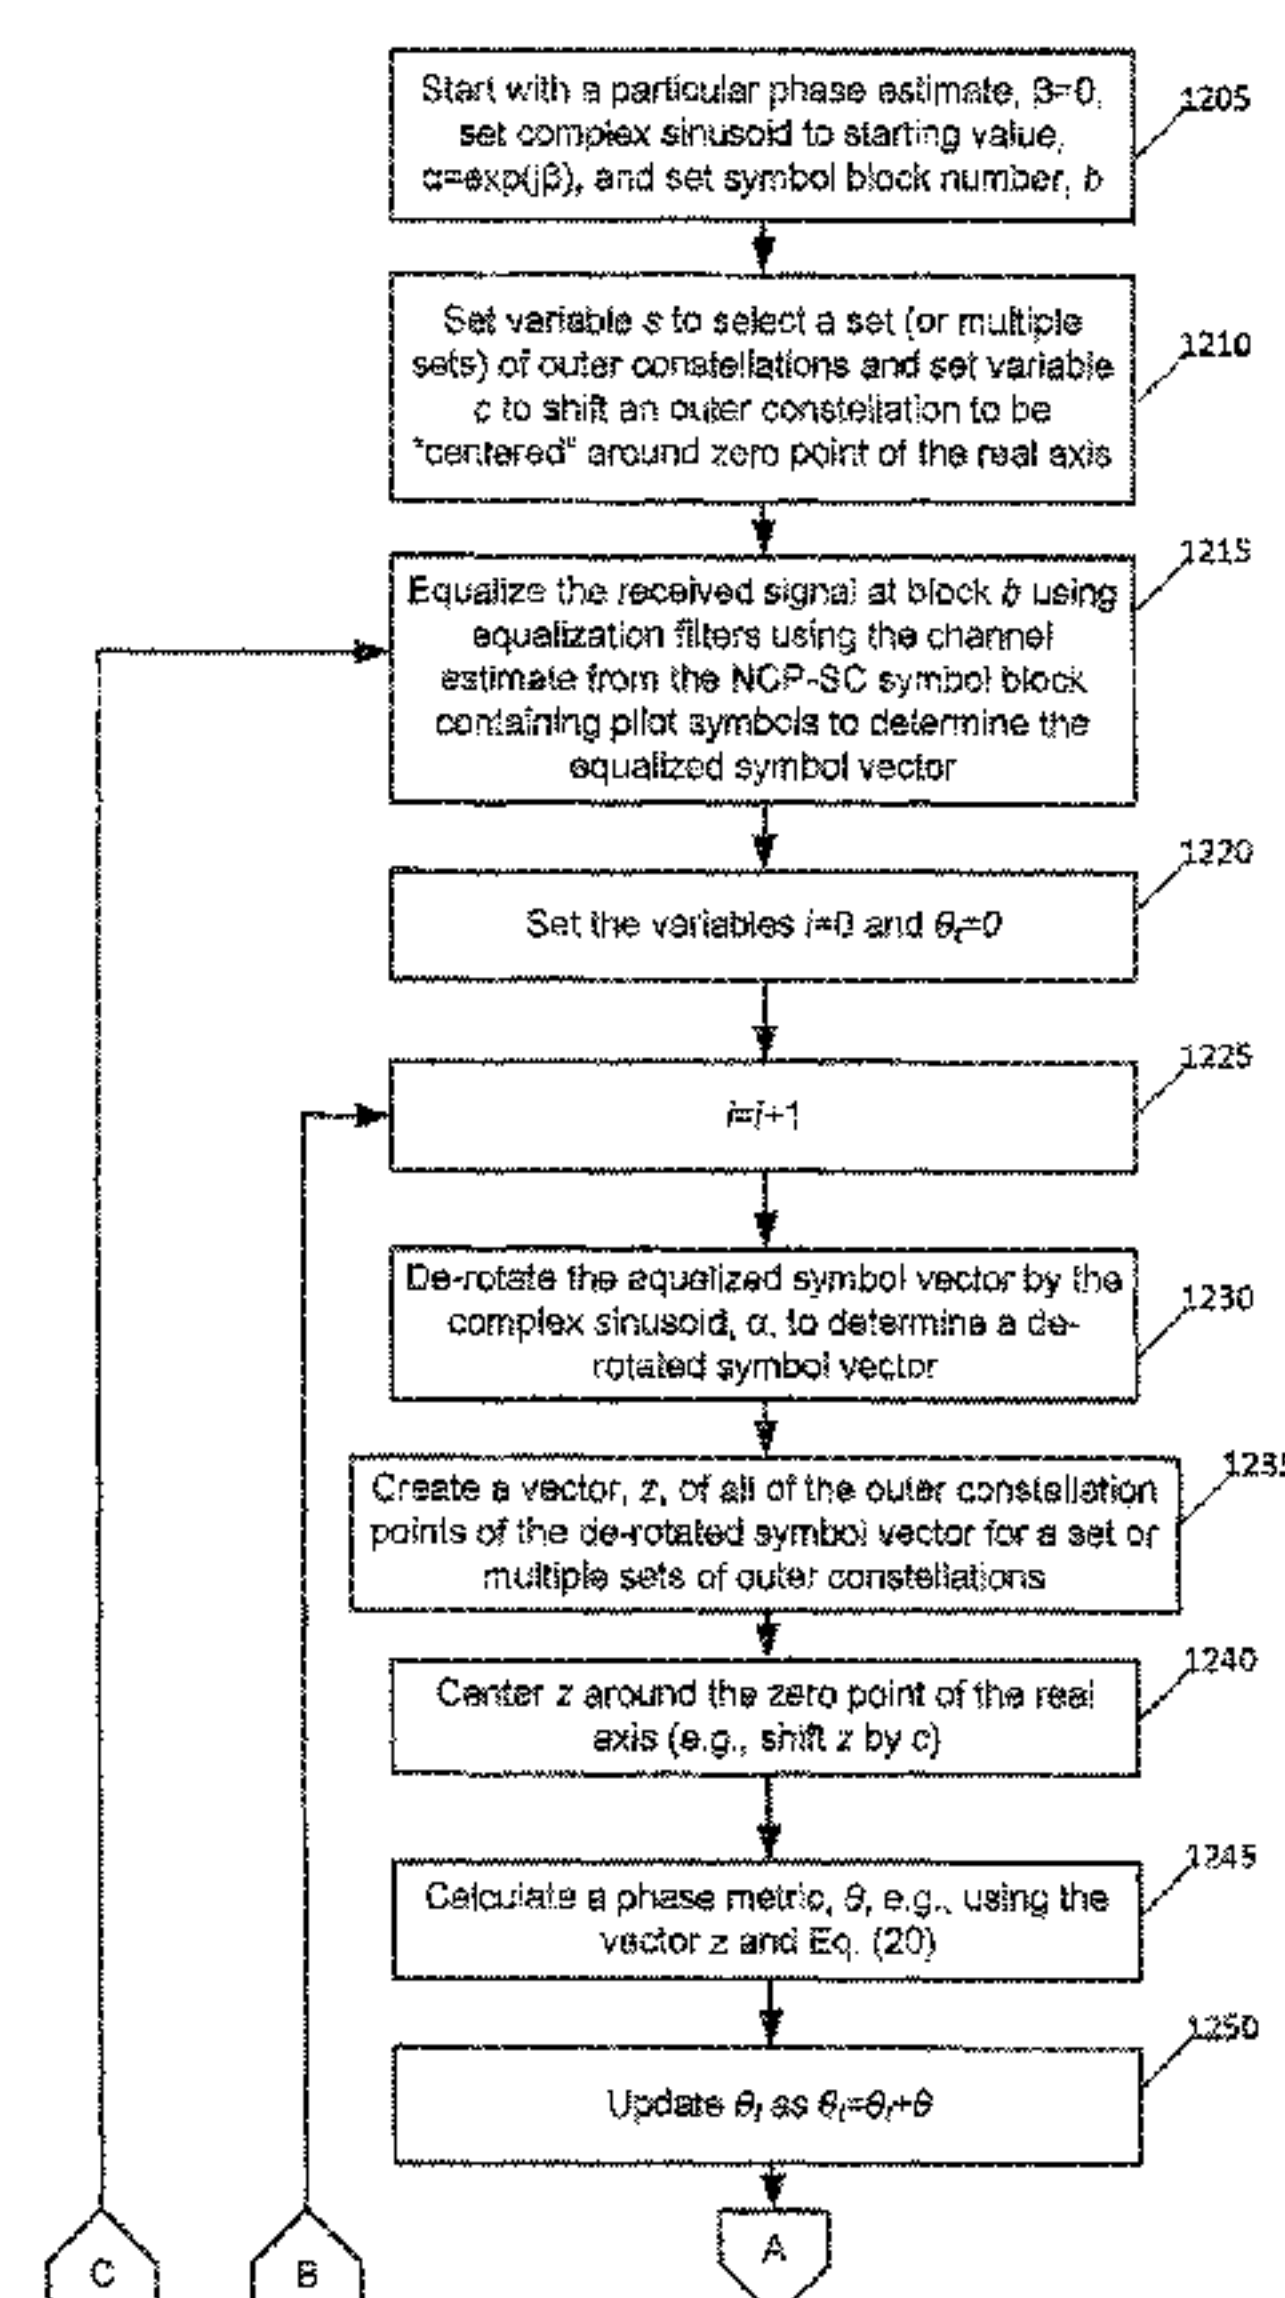 Start with a particular phase estimate, β=0,
set complex sinusoid to starting value,
α=exp(jβ), and set symbol block number, b
1205
Set variable s to select a set (or multiple
sets) of outer constellations and set variable
c to shift an outer constellation to be
"centered" around zero point of the real axis
1210
Equalize the received signal at block b using
equalization filters using the channel
estimate from the NCP-SC symbol block
containing pilot symbols to determine the
equalized symbol vector
1215
Set the variables i=0 and θₜ=0
1220
i=i+1
1225
De-rotate the equalized symbol vector by the
complex sinusoid, α, to determine a de-
rotated symbol vector
1230
Create a vector, z, of all of the outer constellation
points of the de-rotated symbol vector for a set or
multiple sets of outer constellations
1235
Center z around the zero point of the real
axis (e.g., shift z by c)
1240
Calculate a phase metric, θ, e.g., using the
vector z and Eq. (20)
1245
Update θₜ as θₜ=θₜ+θ
1250
C
B
A